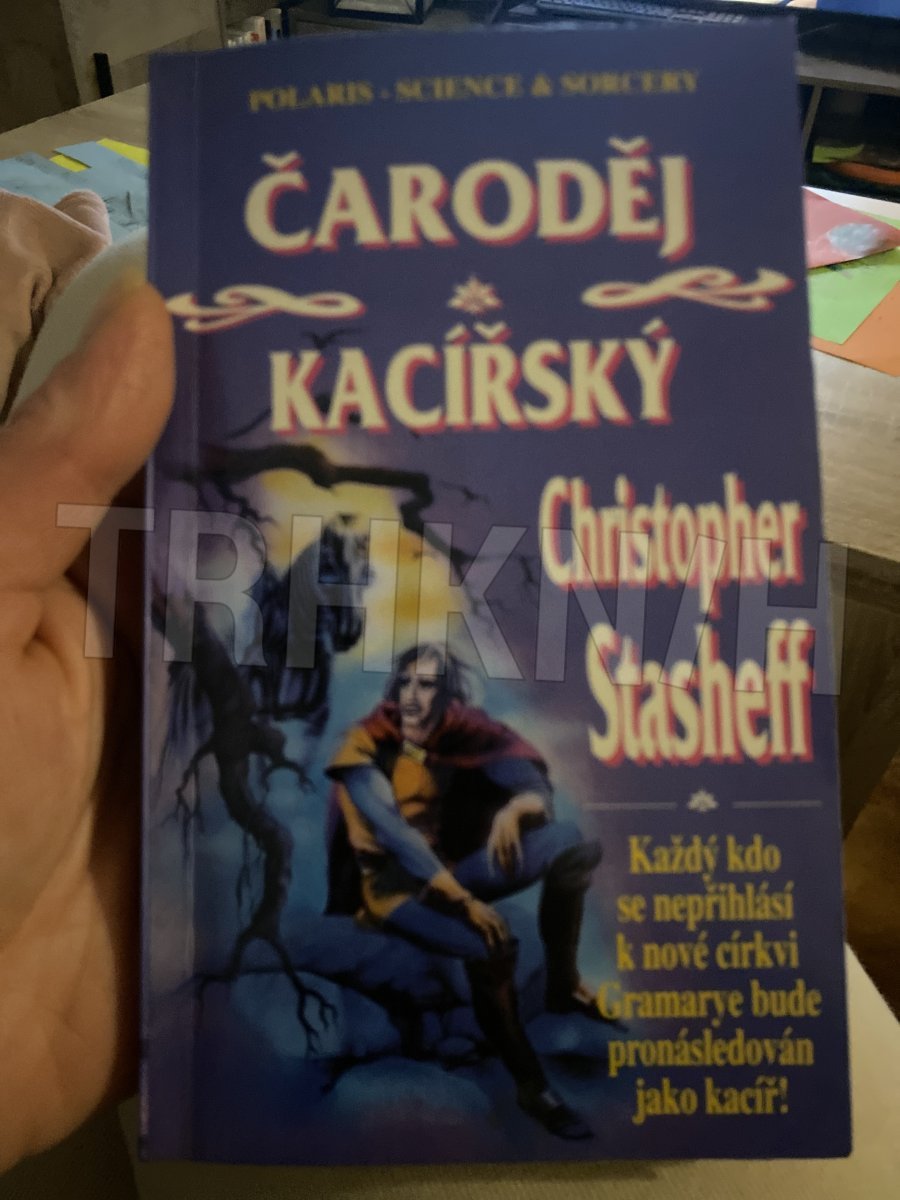 POLARIS - SCIENCE & SORCERY
ČARODĚJ
KACÍŘSKÝ
Christopher
Stasheff
Každý kdo
se nepřihlásí
k nové církvi
Gramarye bude
pronásledován
jako kacíř!
TRHKNIH